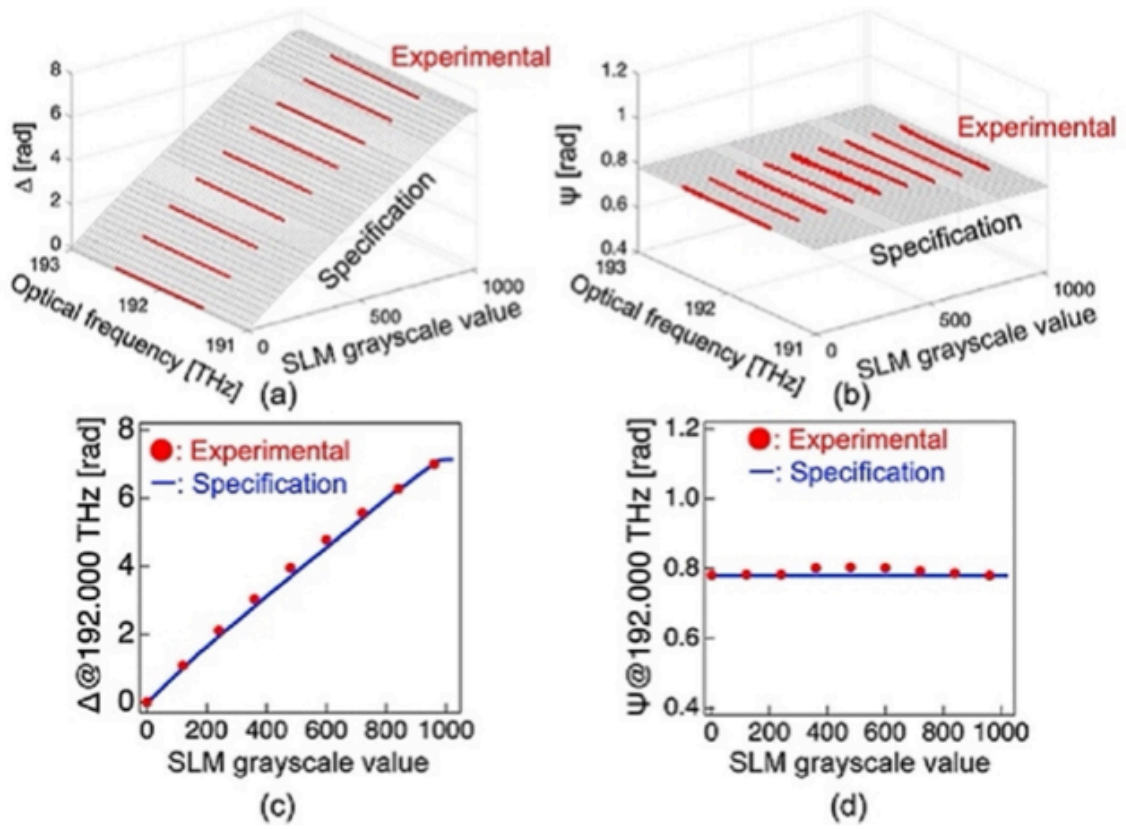 8
6
4
2
0
Δ [rad]
Experimental
Specification
193
192
191
Optical frequency [THz]
0
500
1000
SLM grayscale value
(a)
1.2
1
0.8
0.6
0.4
Ψ [rad]
Experimental
Specification
193
192
191
Optical frequency [THz]
0
500
1000
SLM grayscale value
(b)
8
6
4
2
0
Δ@192.000 THz [rad]
: Experimental
: Specification
0 200 400 600 800 1000
SLM grayscale value
(c)
1.2
1.0
0.8
0.6
0.4
Ψ@192.000 THz [rad]
: Experimental
: Specification
0 200 400 600 800 1000
SLM grayscale value
(d)